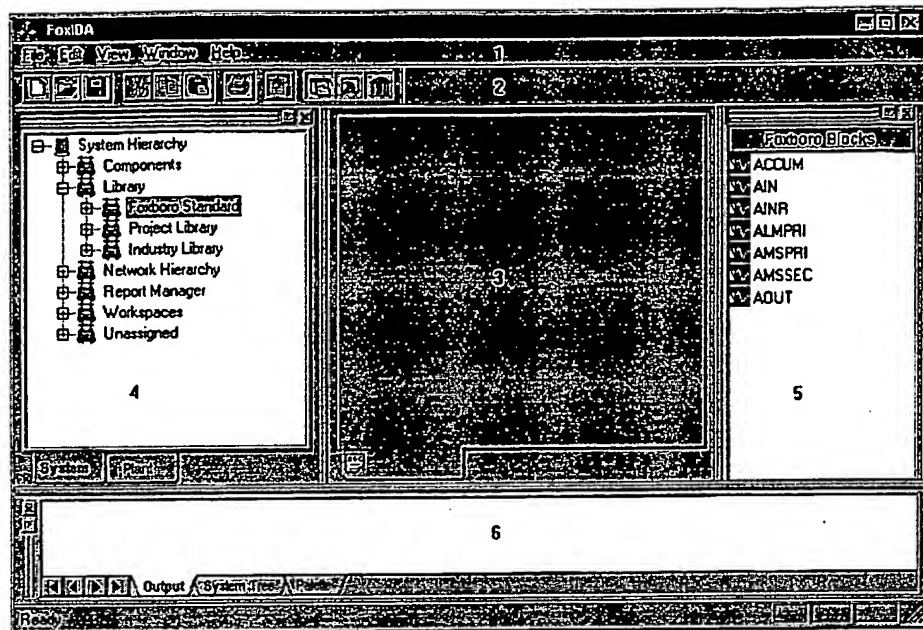 FoxIDA
File Edit View Window Help
1
2
System Hierarchy
Components
Library
Foxboro Standard
Project Library
Industry Library
Network Hierarchy
Report Manager
Workspaces
Unassigned
4
System Plant
3
Foxboro Blocks
ACCUM
AIN
AINR
ALMPRI
AMSPRI
AMSSEC
AOUT
5
6
Output System Tree Palette
Ready